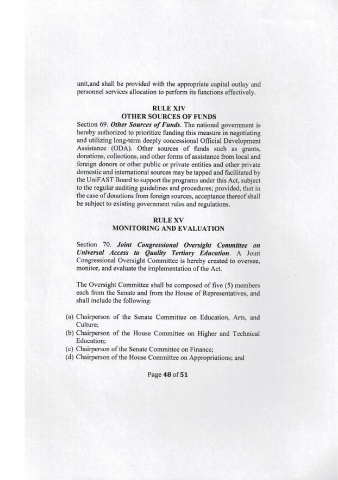 unit,and shall be provided with the appropriate capital outlay and
personnel services allocation to perform its functions effectively.
RULE XIV
OTHER SOURCES OF FUNDS
Section 69. Other Sources of Funds. The national government is
hereby authorized to prioritize funding this measure in negotiating
and utilizing long-term deeply concessional Official Development
Assistance (ODA). Other sources of funds such as grants,
donations, collections, and other forms of assistance from local and
foreign donors or other public or private entities and other private
domestic and international sources may be tapped and facilitated by
the UniFAST Board to support the programs under this Act, subject
to the regular auditing guidelines and procedures; provided, that in
the case of donations from foreign sources, acceptance thereof shall
be subject to existing government rules and regulations.
RULE XV
MONITORING AND EVALUATION
Section 70. Joint Congressional Oversight Committee on
Universal Access to Quality Tertiary Education. A Joint
Congressional Oversight Committee is hereby created to oversee,
monitor, and evaluate the implementation of the Act.
The Oversight Committee shall be composed of five (5) members
each from the Senate and from the House of Representatives, and
shall include the following:
(a) Chairperson of the Senate Committee on Education, Arts, and
Culture;
(b) Chairperson of the House Committee on Higher and Technical
Education;
(c) Chairperson of the Senate Committee on Finance;
(d) Chairperson of the House Committee on Appropriations; and
Page 48 of 51